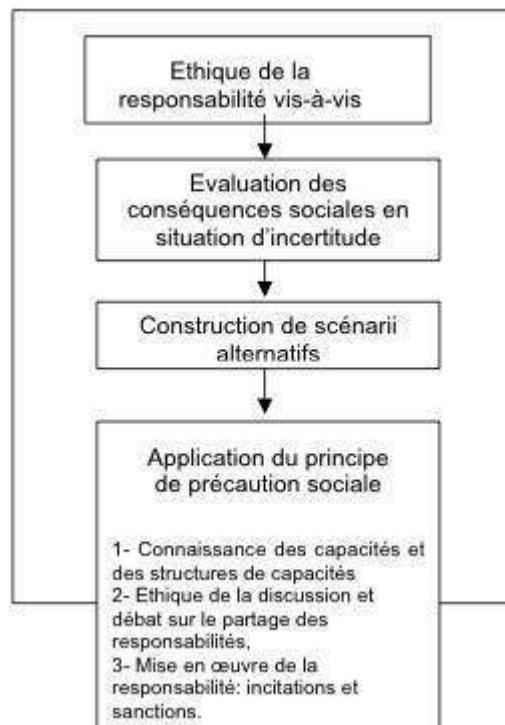 Ethique de la
responsabilité vis-à-vis
Evaluation des
conséquences sociales en
situation d'incertitude
Construction de scénarii
alternatifs
Application du principe
de précaution sociale
1- Connaissance des capacités et
des structures de capacités
2- Ethique de la discussion et
débat sur le partage des
responsabilités,
3- Mise en œuvre de la
responsabilité: incitations et
sanctions.